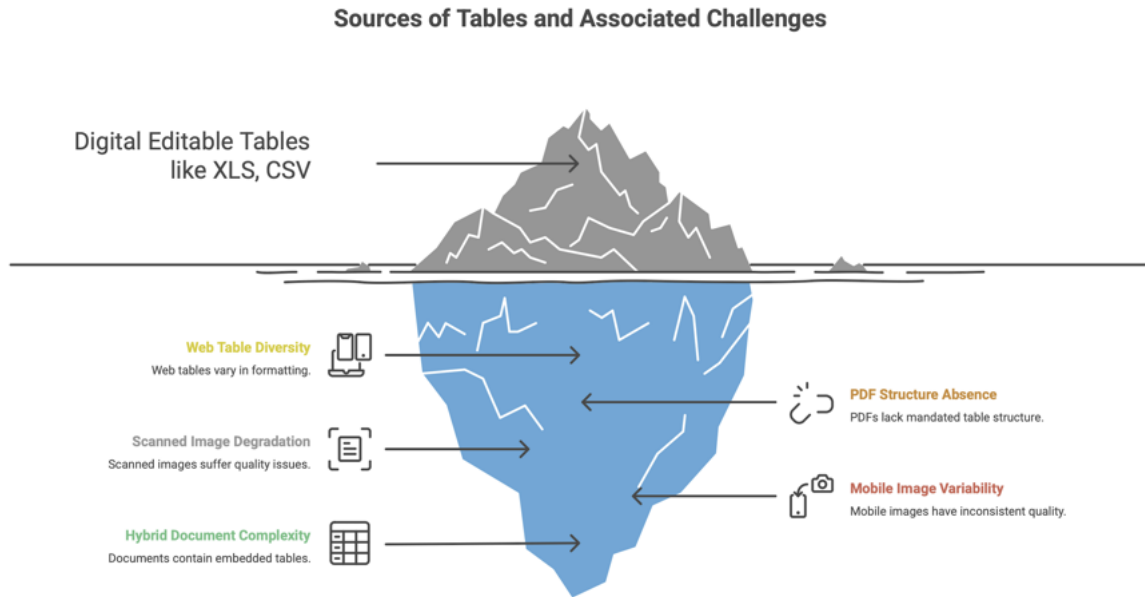 Sources of Tables and Associated Challenges
Digital Editable Tables
like XLS, CSV
Web Table Diversity
Web tables vary in formatting.
PDF Structure Absence
PDFs lack mandated table structure.
Scanned Image Degradation
Scanned images suffer quality issues.
Mobile Image Variability
Mobile images have inconsistent quality.
Hybrid Document Complexity
Documents contain embedded tables.